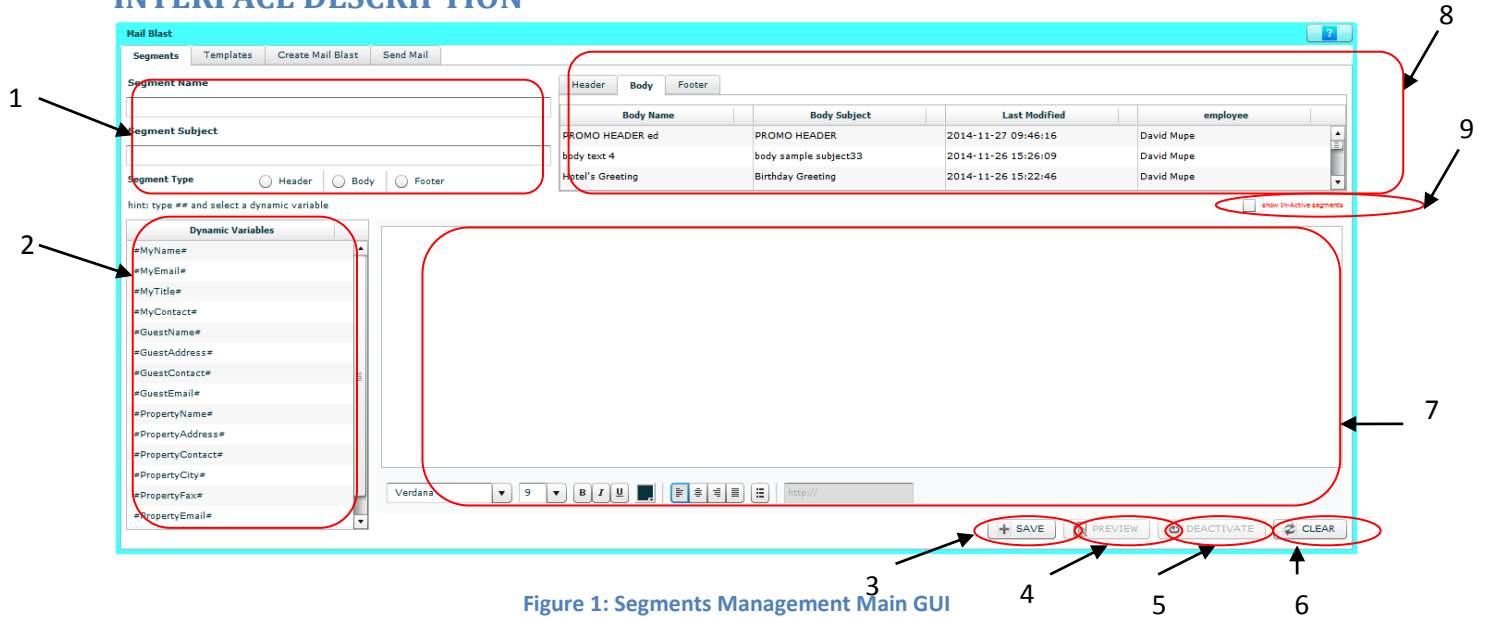 INTERFACE DESCRIPTION
8
Mail Blast
?
Segments Templates Create Mail Blast Send Mail
Segment Name
Header Body Footer
1
Body Name Body Subject Last Modified employee
Segment Subject
PROMO HEADER ed PROMO HEADER 2014-11-27 09:46:16 David Mupe
9
body text 4 body sample subject33 2014-11-26 15:26:09 David Mupe
Segment Type Header Body Footer
Hotel's Greeting Birthday Greeting 2014-11-26 15:22:46 David Mupe
hint: type ## and select a dynamic variable
show In-Active segments
Dynamic Variables
2
#MyName#
#MyEmail#
#MyTitle#
#MyContact#
#GuestName#
#GuestAddress#
#GuestContact#
#GuestEmail#
#PropertyName#
7
#PropertyAddress#
#PropertyContact#
#PropertyCity#
#PropertyFax#
#PropertyEmail#
Verdana 9 B I U http://
SAVE PREVIEW DEACTIVATE CLEAR
3 4 5 6
Figure 1: Segments Management Main GUI